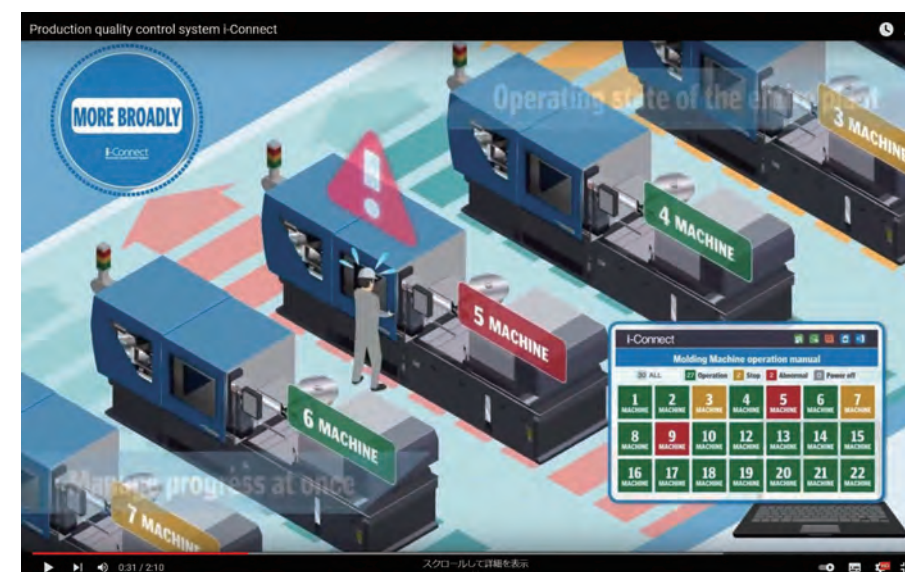 Production quality control system i-Connect
MORE BROADLY
i-Connect
Operating state of the entire plant
3 MACHINE
4 MACHINE
5 MACHINE
6 MACHINE
Manage progress at once
7 MACHINE
i-Connect
Molding Machine operation manual
30 ALL 27 Operation 2 Stop 2 Abnormal 0 Power off
1 2 3 4 5 6 7
MACHINE MACHINE MACHINE MACHINE MACHINE MACHINE MACHINE
8 9 10 12 13 14 15
MACHINE MACHINE MACHINE MACHINE MACHINE MACHINE MACHINE
16 17 18 19 20 21 22
MACHINE MACHINE MACHINE MACHINE MACHINE MACHINE MACHINE
0:31 / 2:10
スクロールして詳細を表示